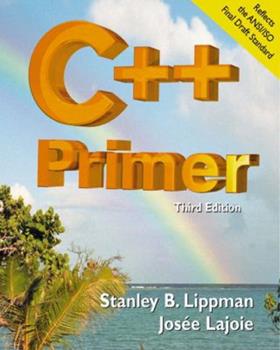 Reflects
the ANSI/ISO
Final Draft Standard
C++
Primer
Third Edition
Stanley B. Lippman
Josée Lajoie